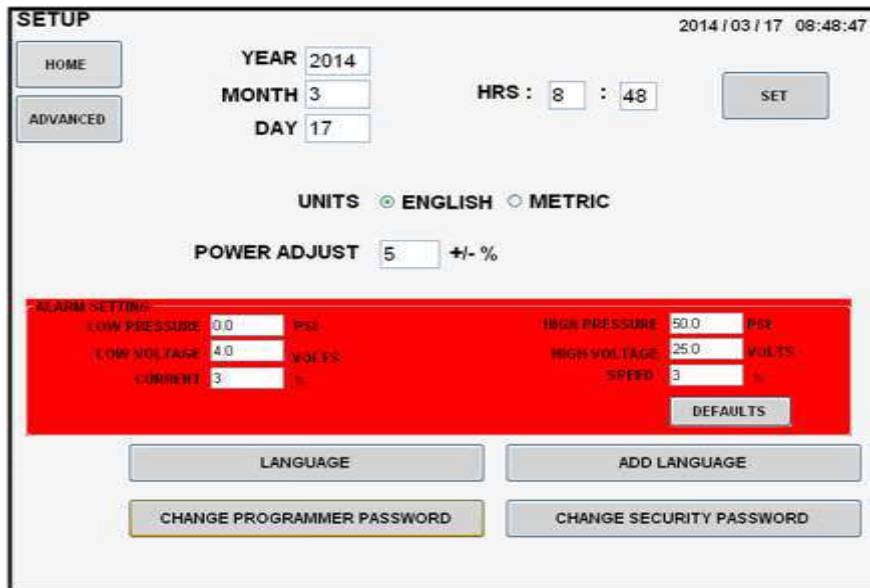 SETUP
2014 / 03 / 17 08:48:47
HOME
YEAR 2014
MONTH 3
HRS : 8 : 48
SET
ADVANCED
DAY 17
UNITS ENGLISH METRIC
POWER ADJUST 5 +/- %
ALARM SETTING
LOW PRESSURE 0.0 PSI
HIGH PRESSURE 50.0 PSI
LOW VOLTAGE 4.0 VOLTS
HIGH VOLTAGE 25.0 VOLTS
CURRENT 3 %
SPEED 3 %
DEFAULTS
LANGUAGE
ADD LANGUAGE
CHANGE PROGRAMMER PASSWORD
CHANGE SECURITY PASSWORD